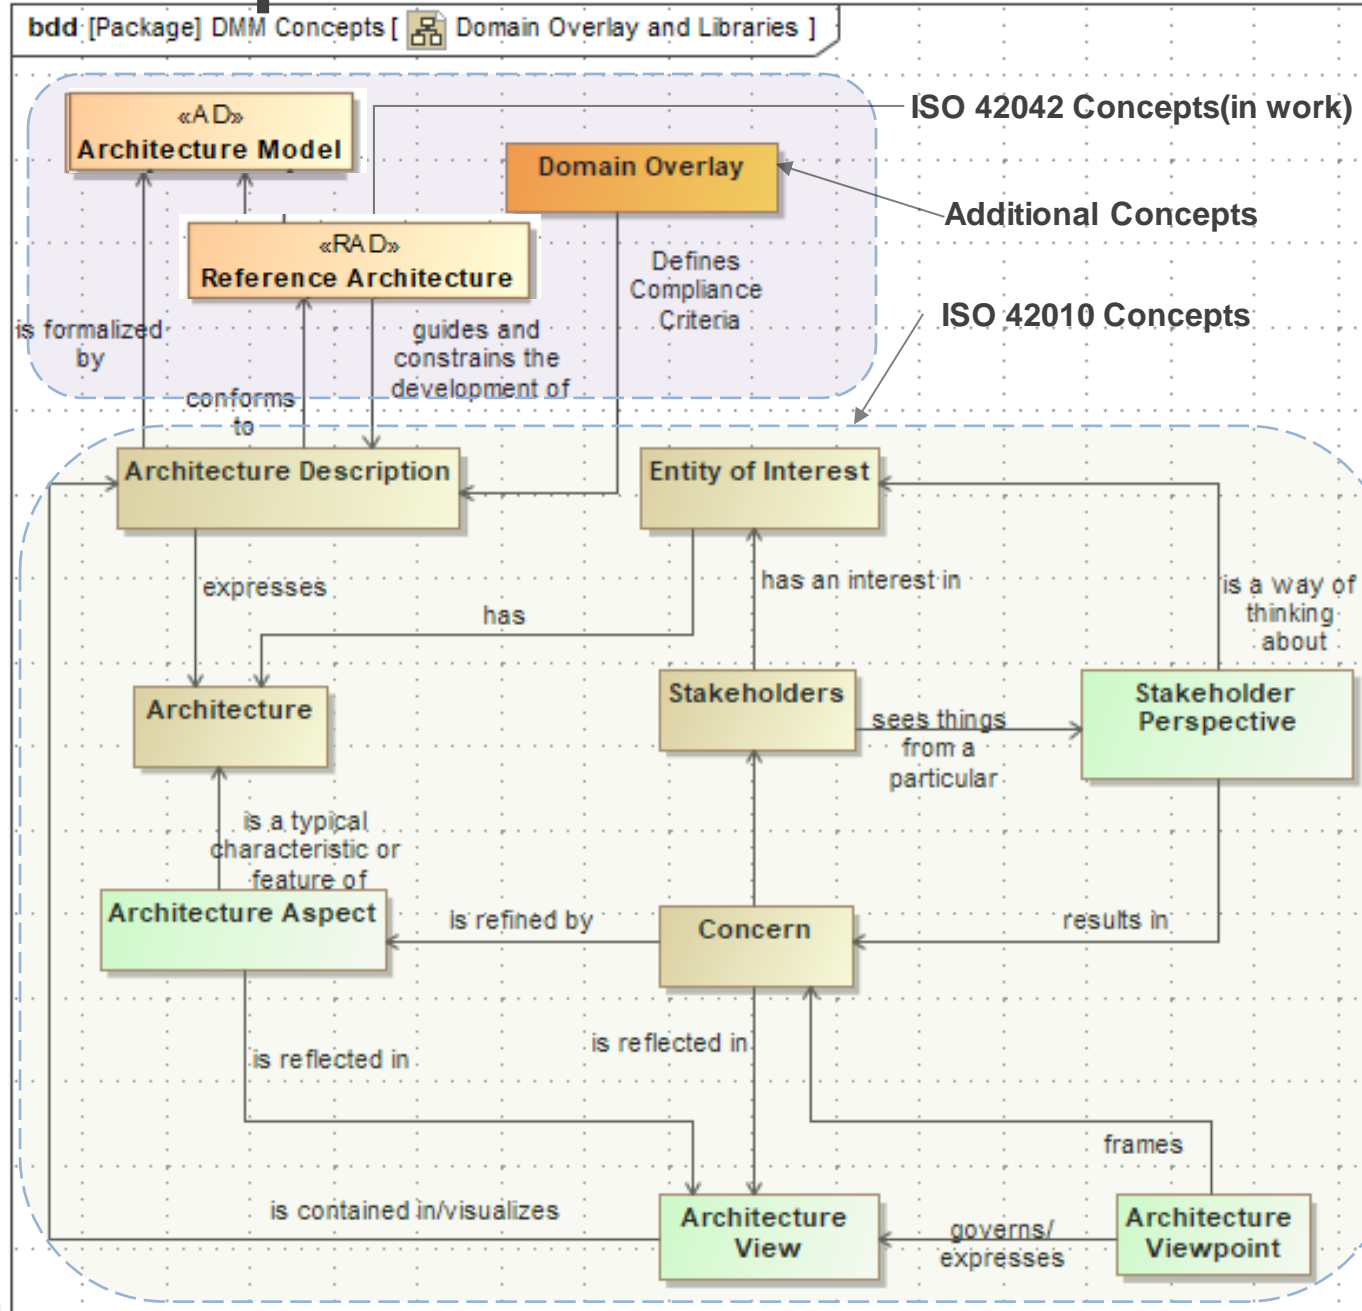 bdd [Package] DMM Concepts [ Domain Overlay and Libraries ]
«AD»
Architecture Model
ISO 42042 Concepts(in work)
Domain Overlay
Additional Concepts
«RAD»
Reference Architecture
Defines
Compliance
Criteria
ISO 42010 Concepts
is formalized
by
guides and
constrains the
development of
conforms
to
Architecture Description
Entity of Interest
expresses
has
has an interest in
is a way of
thinking
about
Architecture
Stakeholders
sees things
from a
particular
Stakeholder
Perspective
is a typical
characteristic or
feature of
Architecture Aspect
is refined by
Concern
results in
is reflected in
is reflected in
frames
is contained in/visualizes
Architecture
View
governs/
expresses
Architecture
Viewpoint